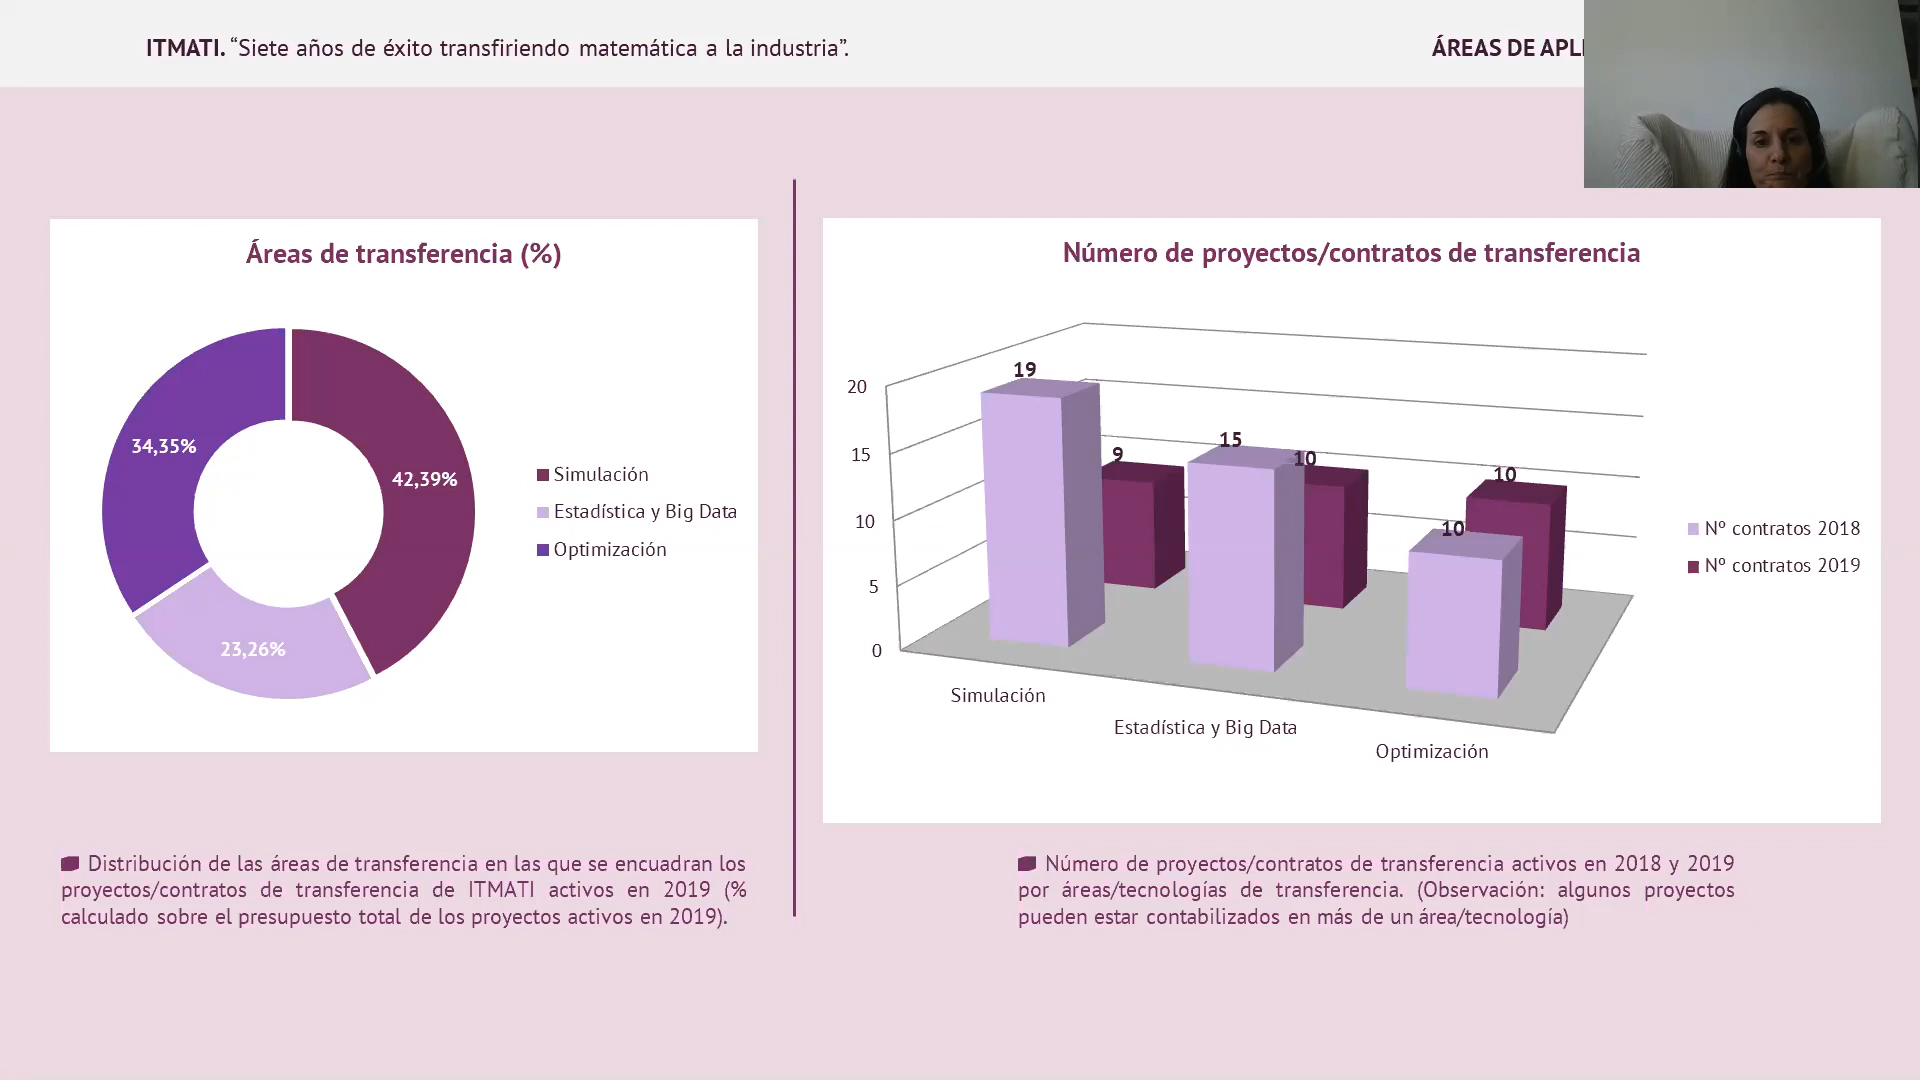 ITMATI. “Siete años de éxito transfiriendo matemática a la industria”.
ÁREAS DE
Áreas de transferencia (%)
34,35%
42,39%
23,26%
Simulación
Estadística y Big Data
Optimización
Distribución de las áreas de transferencia en las que se encuadran los
proyectos/contratos de transferencia de ITMATI activos en 2019 (%
calculado sobre el presupuesto total de los proyectos activos en 2019).
Número de proyectos/contratos de transferencia
20
15
10
5
0
19
9
15
10
10
10
Simulación
Estadística y Big Data
Optimización
Nº contratos 2018
Nº contratos 2019
Número de proyectos/contratos de transferencia activos en 2018 y 2019
por áreas/tecnologías de transferencia. (Observación: algunos proyectos
pueden estar contabilizados en más de un área/tecnología)